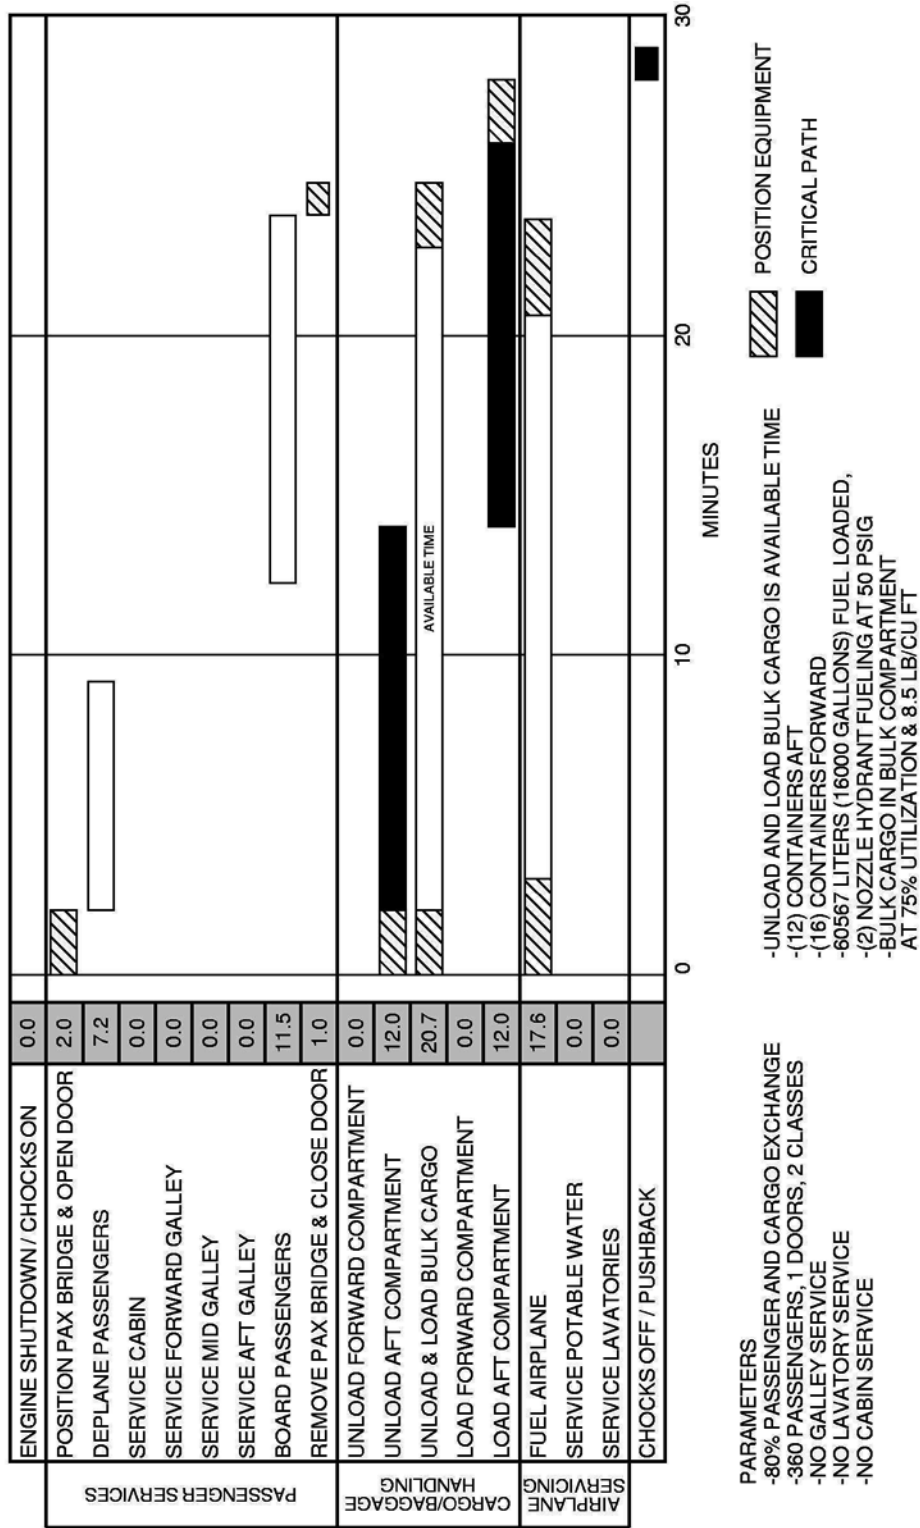 ENGINE SHUTDOWN / CHOCKS ON 0.0
PASSENGER SERVICES
POSITION PAX BRIDGE & OPEN DOOR 2.0
DEPLANE PASSENGERS 7.2
SERVICE CABIN 0.0
SERVICE FORWARD GALLEY 0.0
SERVICE MID GALLEY 0.0
SERVICE AFT GALLEY 0.0
BOARD PASSENGERS 11.5
REMOVE PAX BRIDGE & CLOSE DOOR 1.0
CARGO/BAGGAGE
HANDLING
UNLOAD FORWARD COMPARTMENT 0.0
UNLOAD AFT COMPARTMENT 12.0
UNLOAD & LOAD BULK CARGO 20.7 AVAILABLE TIME
LOAD FORWARD COMPARTMENT 0.0
LOAD AFT COMPARTMENT 12.0
AIRPLANE
SERVICING
FUEL AIRPLANE 17.6
SERVICE POTABLE WATER 0.0
SERVICE LAVATORIES 0.0
CHOCKS OFF / PUSHBACK
0 10 20 30
MINUTES
PARAMETERS
-80% PASSENGER AND CARGO EXCHANGE
-360 PASSENGERS, 1 DOORS, 2 CLASSES
-NO GALLEY SERVICE
-NO LAVATORY SERVICE
-NO CABIN SERVICE
-UNLOAD AND LOAD BULK CARGO IS AVAILABLE TIME
-(12) CONTAINERS AFT
-(16) CONTAINERS FORWARD
-60567 LITERS (16000 GALLONS) FUEL LOADED,
-(2) NOZZLE HYDRANT FUELING AT 50 PSIG
-BULK CARGO IN BULK COMPARTMENT
AT 75% UTILIZATION & 8.5 LB/CU FT
POSITION EQUIPMENT
CRITICAL PATH